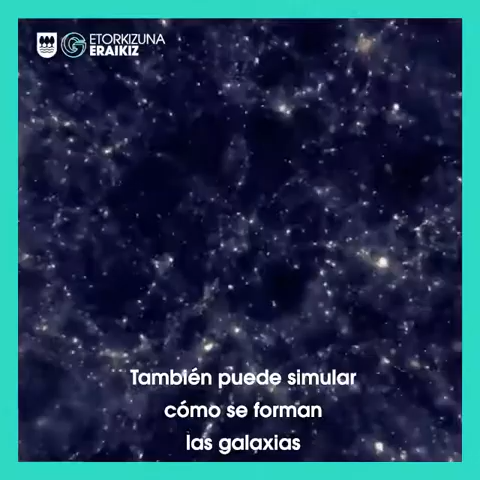 ETORKIZUNA
ERAIKIZ
También puede simular
cómo se forman
las galaxias